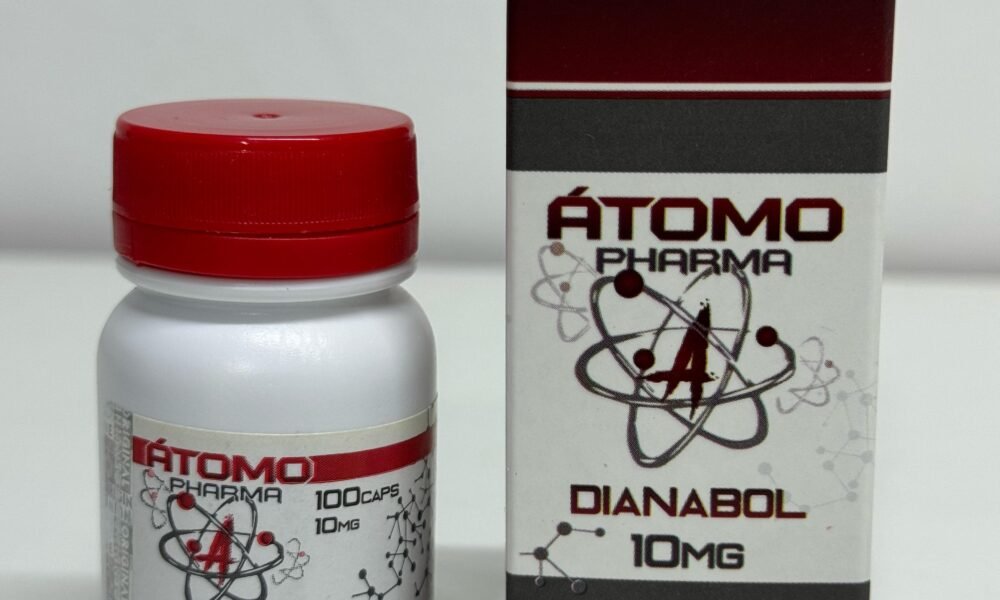 ÁTOMO
PHARMA
100CAPS
10MG
A
ÁTOMO
PHARMA
A
DIANABOL
10MG